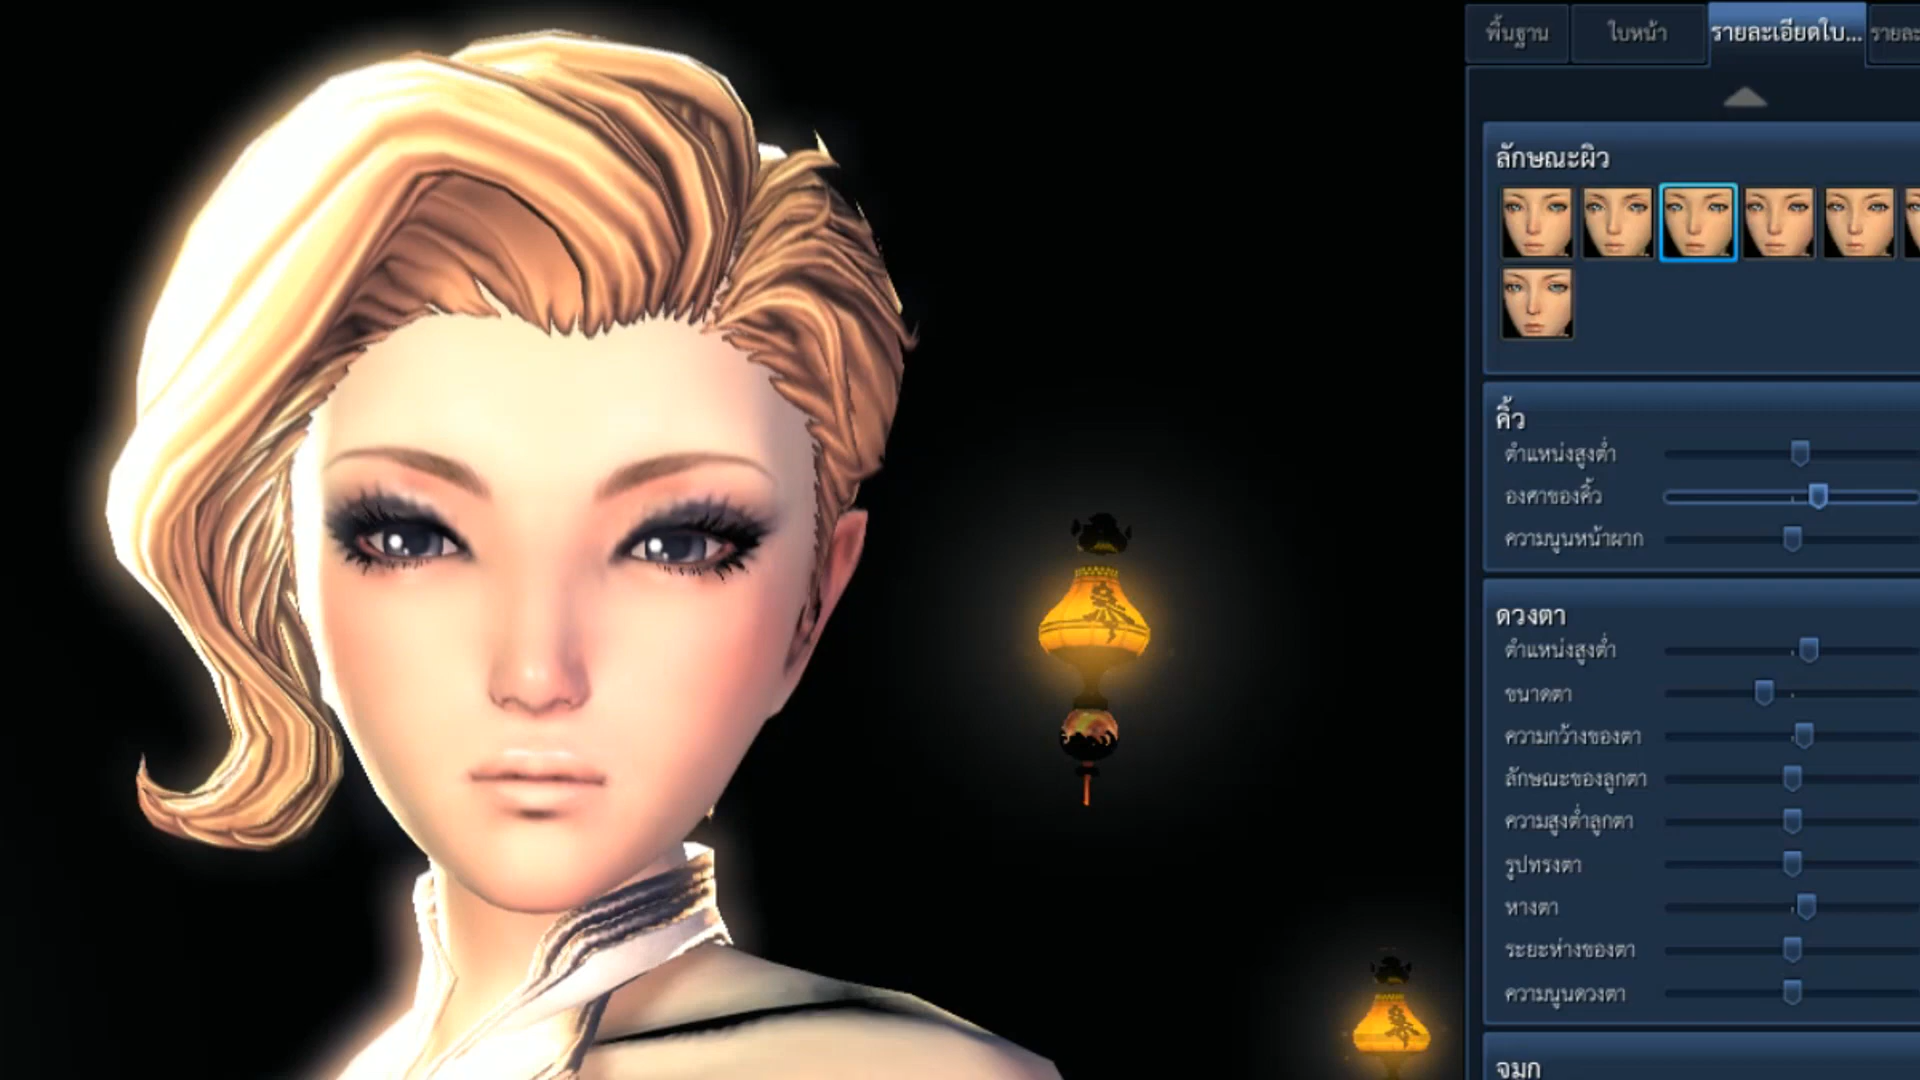 พื้นฐาน
ใบหน้า
รายละเอียดใบ...
รายละ
ลักษณะผิว
คิ้ว
ตำแหน่งสูงต่ำ
องศาของคิ้ว
ความนูนหน้าผาก
ดวงตา
ตำแหน่งสูงต่ำ
ขนาดตา
ความกว้างของตา
ลักษณะของลูกตา
ความสูงต่ำลูกตา
รูปทรงตา
หางตา
ระยะห่างของตา
ความนูนดวงตา
จมูก